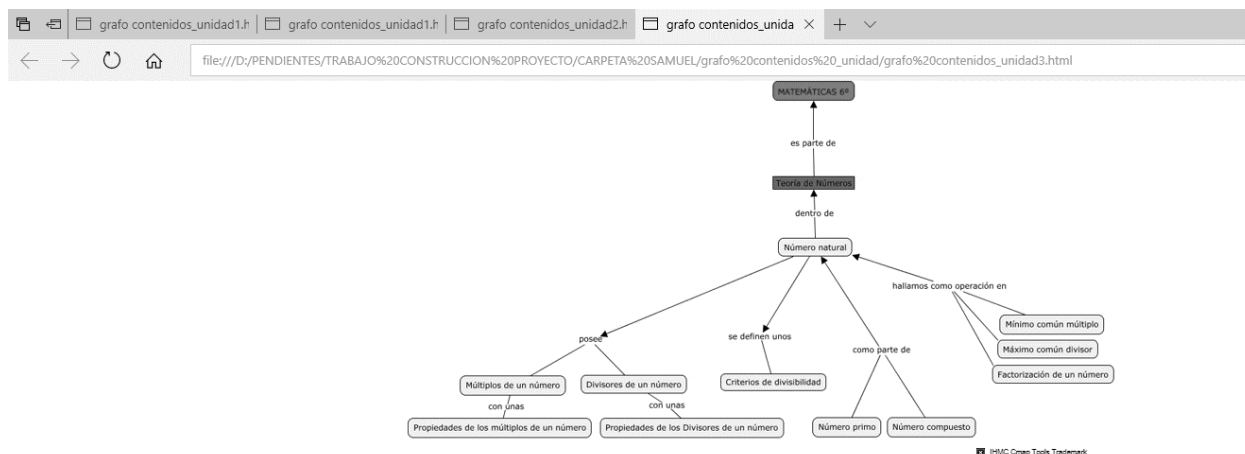 grafo contenidos_unidad1.h
grafo contenidos_unidad1.h
grafo contenidos_unidad2.h
grafo contenidos_unida
file:///D:/PENDIENTES/TRABAJO%20CONSTRUCCION%20PROYECTO/CARPETA%20SAMUEL/grafo%20contenidos%20_unidad/grafo%20contenidos_unidad3.html
MATEMÁTICAS 6º
es parte de
Teoría de Números
dentro de
Número natural
hallamos como operación en
Mínimo común múltiplo
posee
se definen unos
como parte de
Máximo común divisor
Factorización de un número
Múltiplos de un número
Divisores de un número
Criterios de divisibilidad
con unas
con unas
Propiedades de los múltiplos de un número
Propiedades de los Divisores de un número
Número primo
Número compuesto
IHMC Cmap Tools Trademark